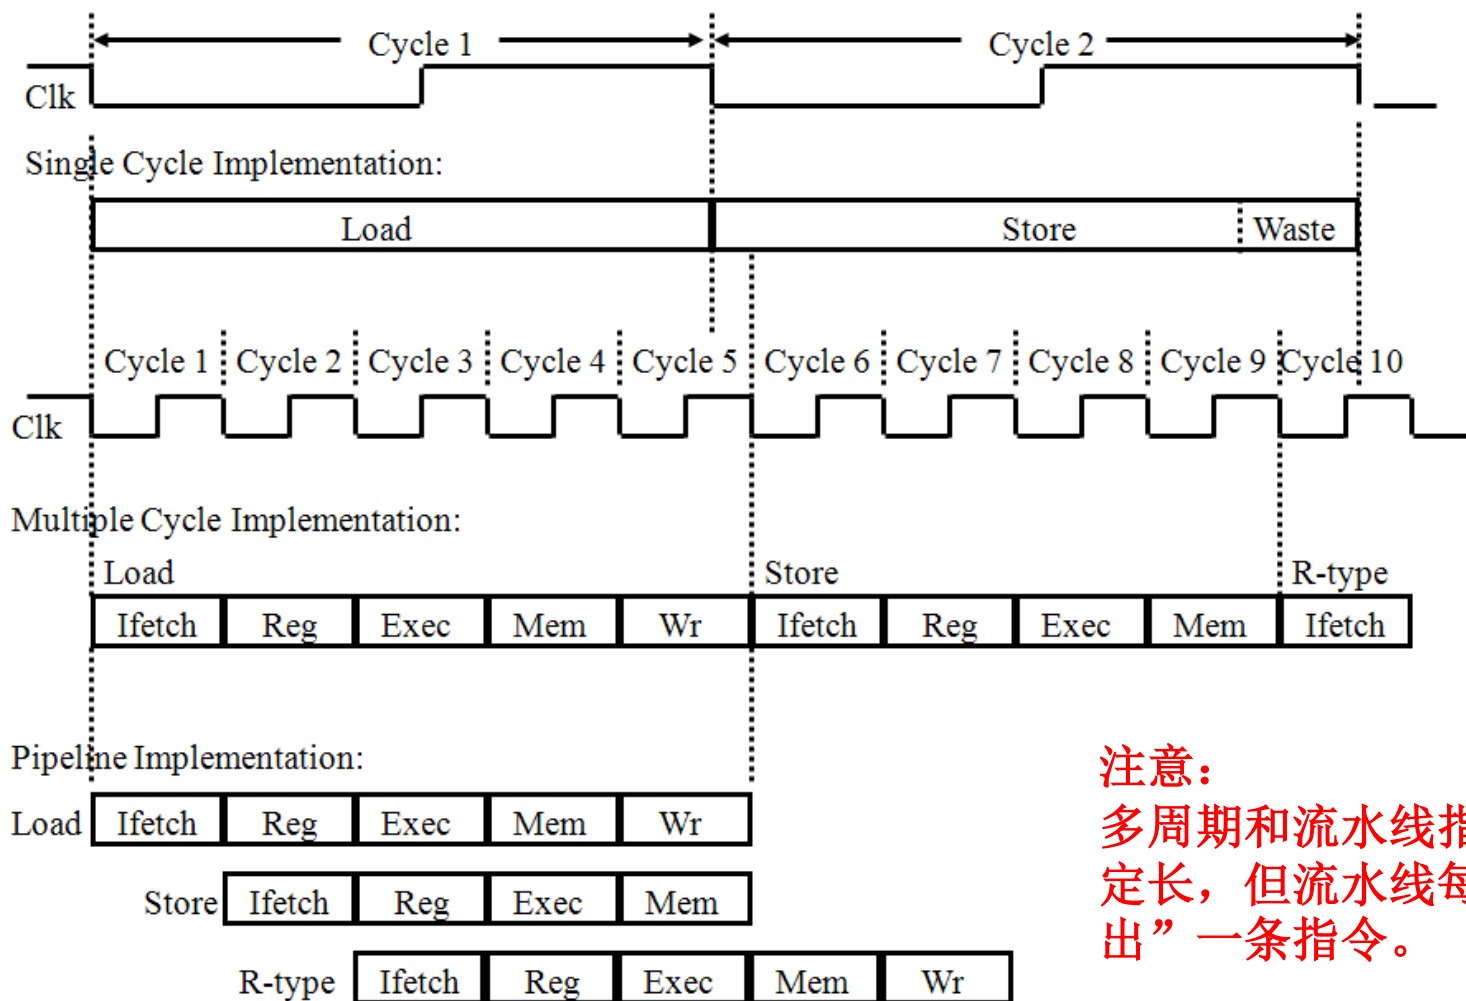 Cycle 1 Cycle 2
Clk
Single Cycle Implementation:
Load Store Waste
Cycle 1 Cycle 2 Cycle 3 Cycle 4 Cycle 5 Cycle 6 Cycle 7 Cycle 8 Cycle 9 Cycle 10
Clk
Multiple Cycle Implementation:
Load Store R-type
Ifetch Reg Exec Mem Wr Ifetch Reg Exec Mem Ifetch
Pipeline Implementation:
Load Ifetch Reg Exec Mem Wr
Store Ifetch Reg Exec Mem
R-type Ifetch Reg Exec Mem Wr
注意：
多周期和流水线指
定长，但流水线每
出”一条指令。